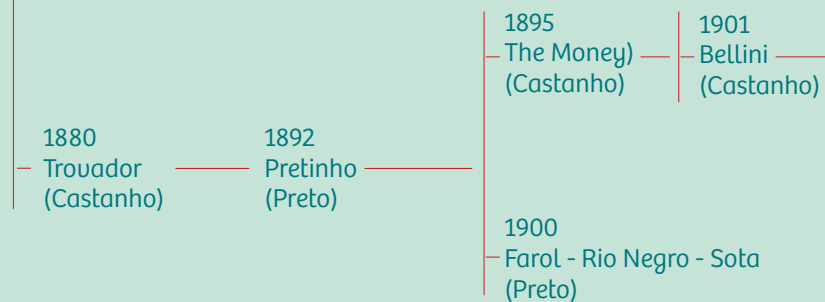 1895
The Money)
(Castanho)
1901
Bellini
(Castanho)
1880
Trovador
(Castanho)
1892
Pretinho
(Preto)
1900
Farol - Rio Negro - Sota
(Preto)